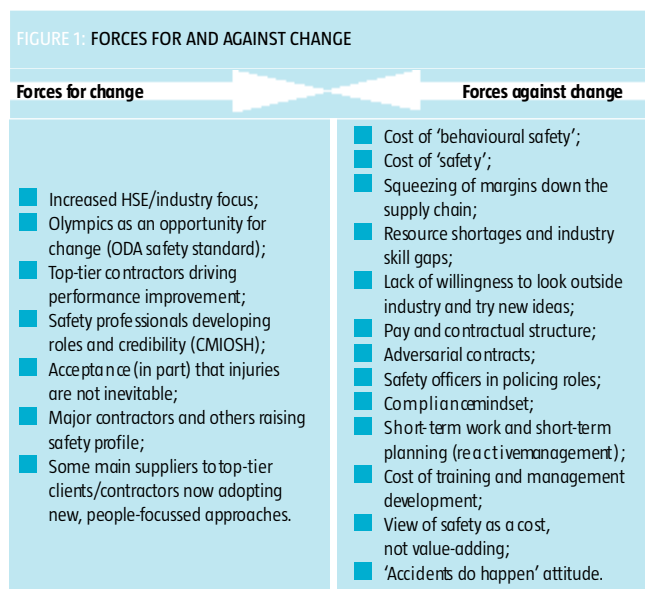 FIGURE 1: FORCES FOR AND AGAINST CHANGE
Forces for change
Forces against change
Increased HSE/industry focus;
Olympics as an opportunity for
change (ODA safety standard);
Top-tier contractors driving
performance improvement;
Safety professionals developing
roles and credibility (CMIOSH);
Acceptance (in part) that injuries
are not inevitable;
Major contractors and others raising
safety profile;
Some main suppliers to top-tier
clients/contractors now adopting
new, people-focussed approaches.
Cost of ‘behavioural safety’;
Cost of ‘safety’;
Squeezing of margins down the
supply chain;
Resource shortages and industry
skill gaps;
Lack of willingness to look outside
industry and try new ideas;
Pay and contractual structure;
Adversarial contracts;
Safety officers in policing roles;
Compliance mindset;
Short-term work and short-term
planning (reactive management);
Cost of training and management
development;
View of safety as a cost,
not value-adding;
‘Accidents do happen’ attitude.